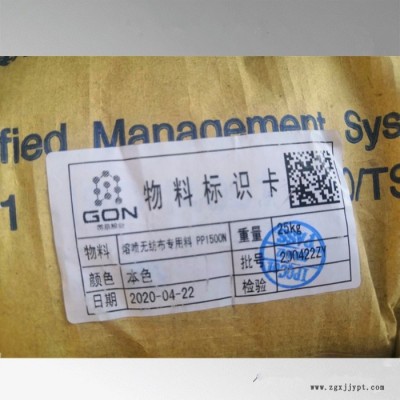 fied Management Sys
1
0/TS
GON
物料标识卡
物料 熔喷无纺布专用料 PP1500N 重量 25kg
颜色 本色 批号 200422ZY
日期 2020-04-22 检验
www.zgxjjypt.com